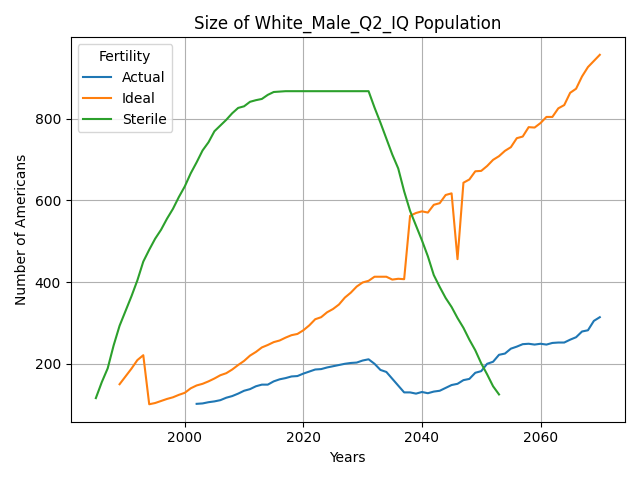 Size of White_Male_Q2_IQ Population
Fertility
Actual
Ideal
Sterile
Number of Americans
800
600
400
200
2000
2020
2040
2060
Years